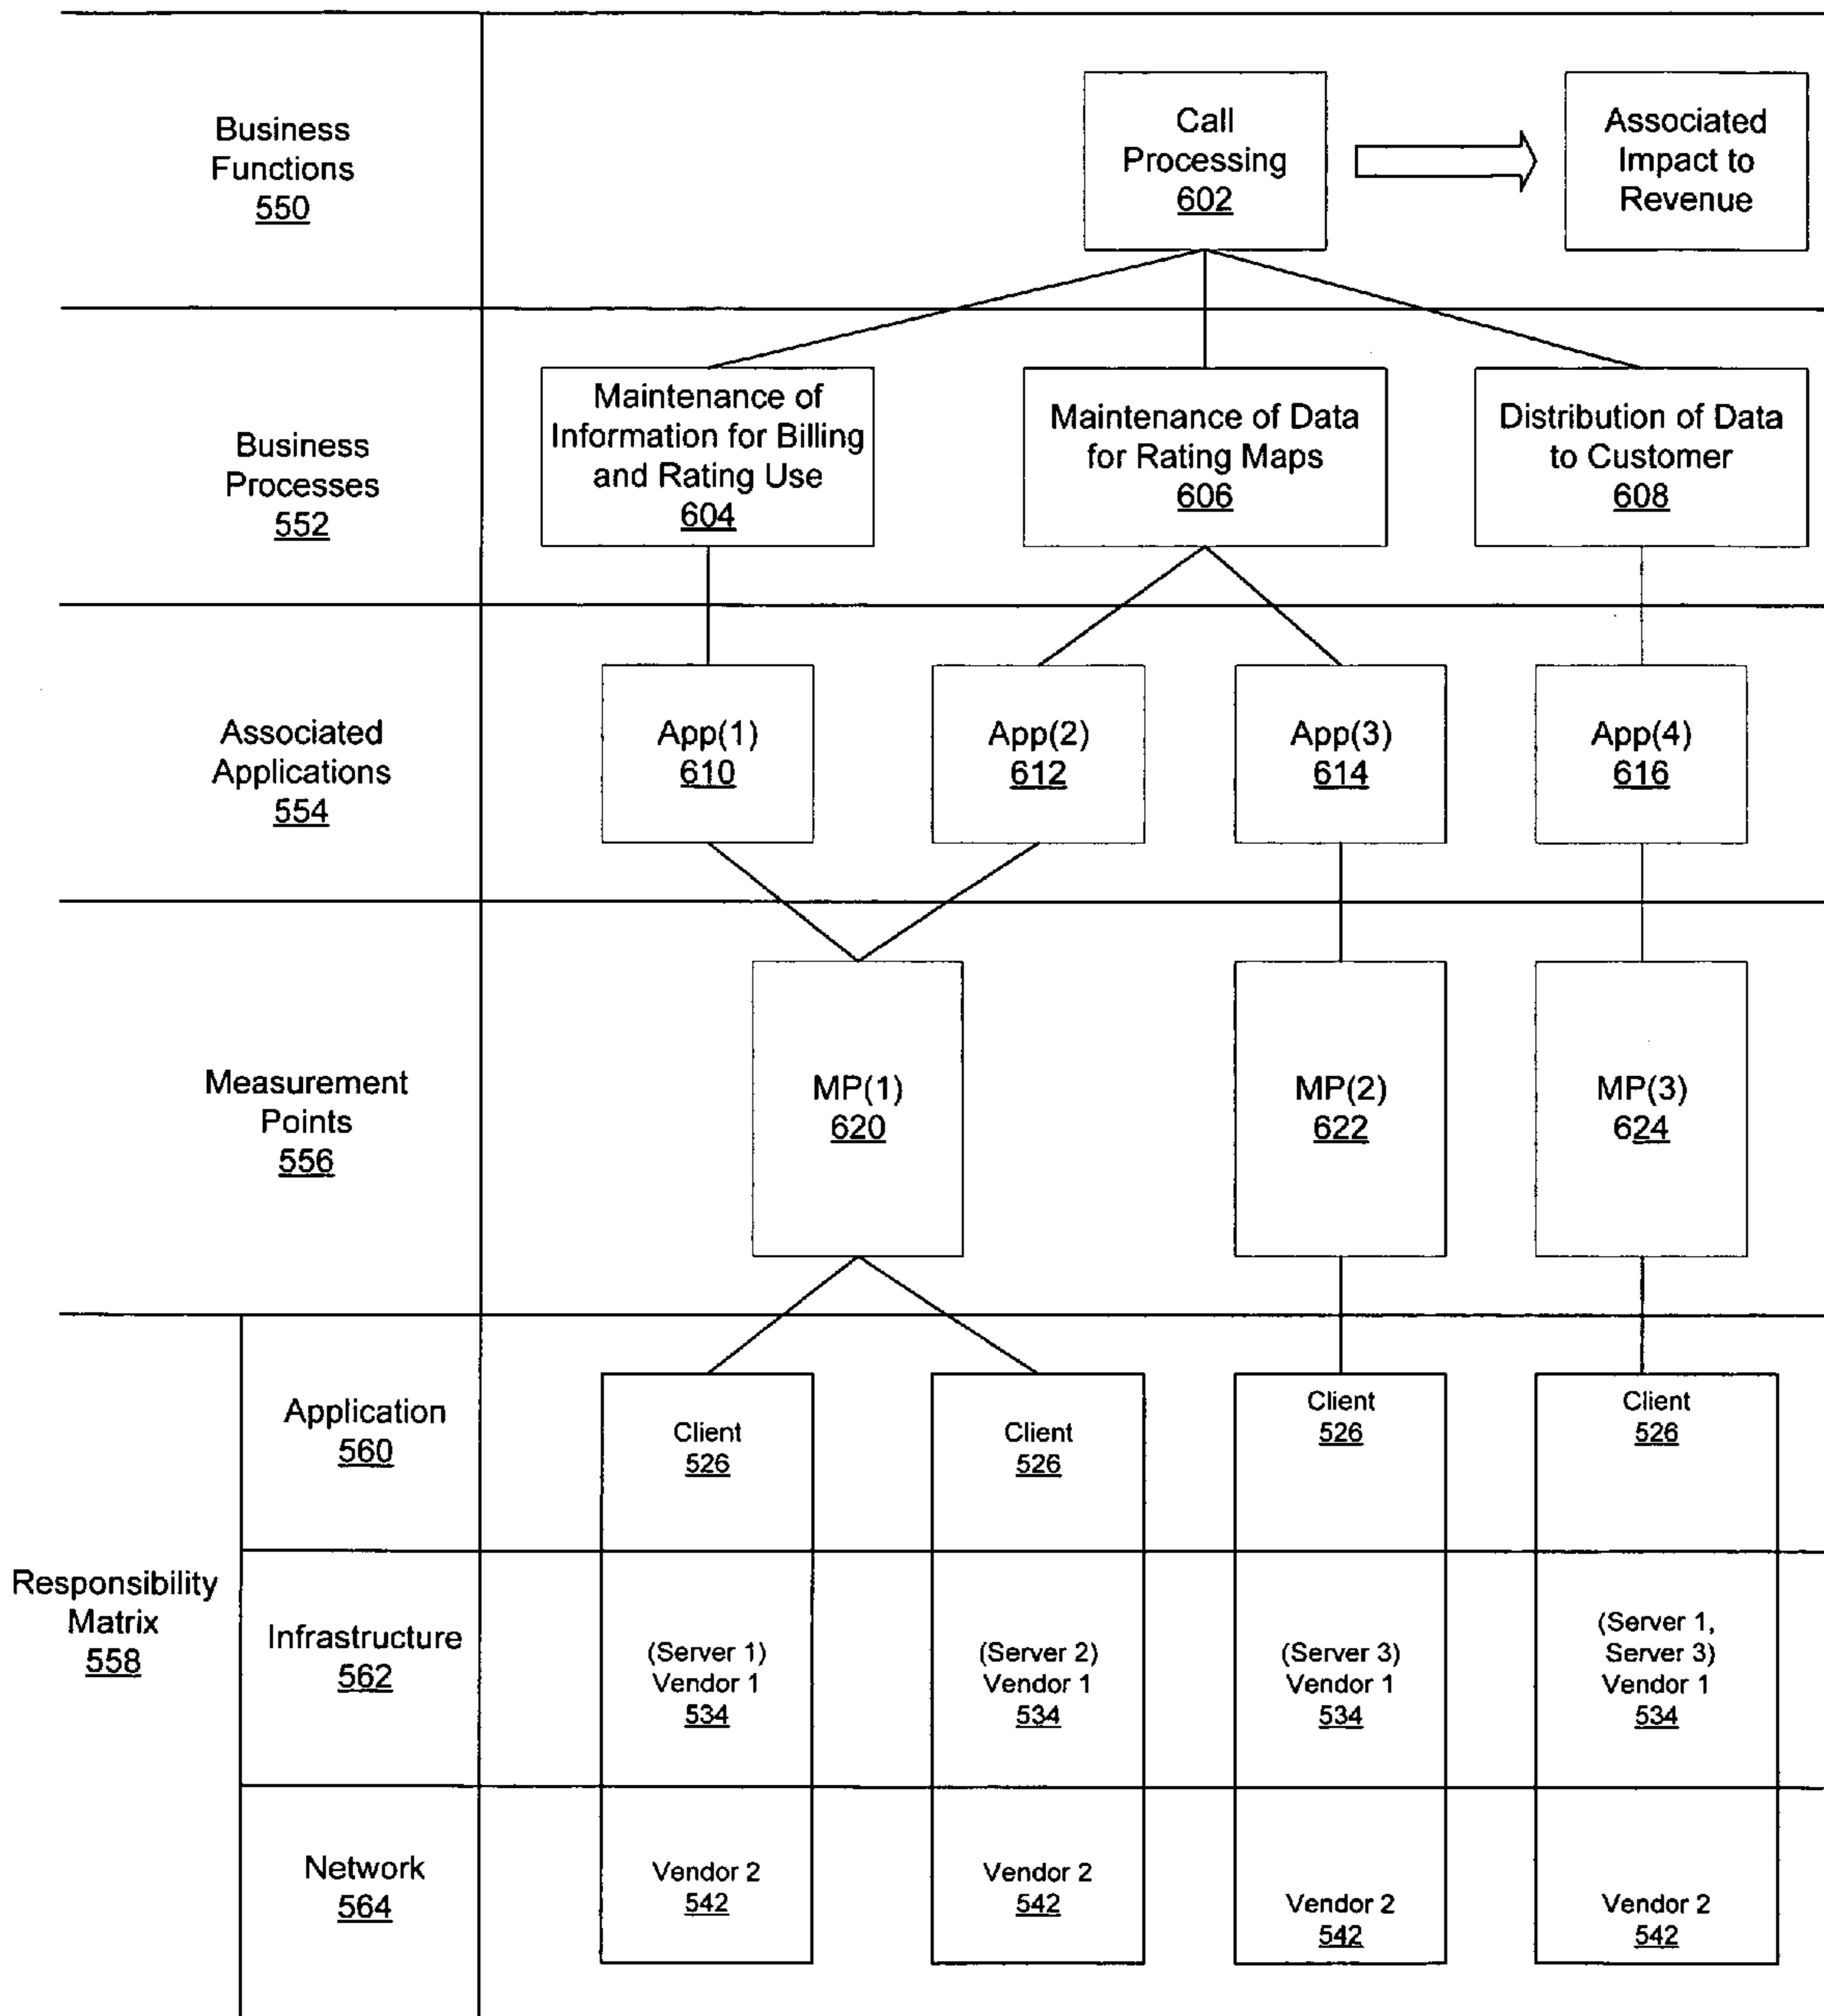 Business
Functions
550
Call
Processing
602
Associated
Impact to
Revenue
Business
Processes
552
Maintenance of
Information for Billing
and Rating Use
604
Maintenance of Data
for Rating Maps
606
Distribution of Data
to Customer
608
Associated
Applications
554
App(1)
610
App(2)
612
App(3)
614
App(4)
616
Measurement
Points
556
MP(1)
620
MP(2)
622
MP(3)
624
Responsibility
Matrix
558
Application
560
Client
526
Client
526
Client
526
Client
526
Infrastructure
562
(Server 1)
Vendor 1
534
(Server 2)
Vendor 1
534
(Server 3)
Vendor 1
534
(Server 1,
Server 3)
Vendor 1
534
Network
564
Vendor 2
542
Vendor 2
542
Vendor 2
542
Vendor 2
542